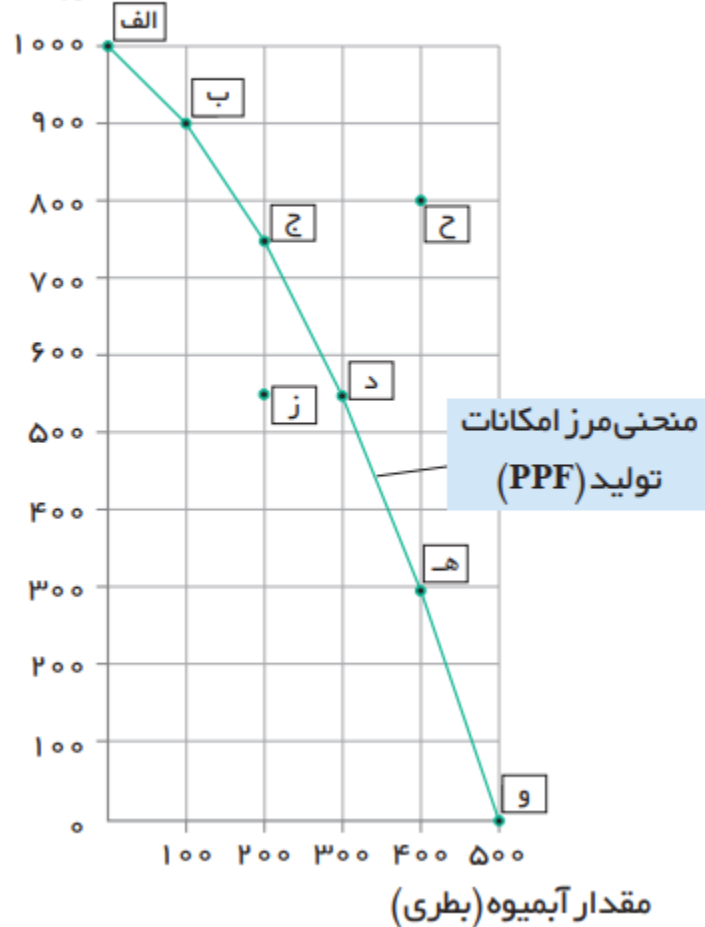 الف
۱۰۰۰
ب
۹۰۰
۸۰۰
ج
ح
۷۰۰
۶۰۰
د
ز
۵۰۰
منحنی مرز امکانات
تولید (PPF)
۴۰۰
هـ
۳۰۰
۲۰۰
۱۰۰
و
۰
۱۰۰ ۲۰۰ ۳۰۰ ۴۰۰ ۵۰۰
مقدار آبمیوه (بطری)